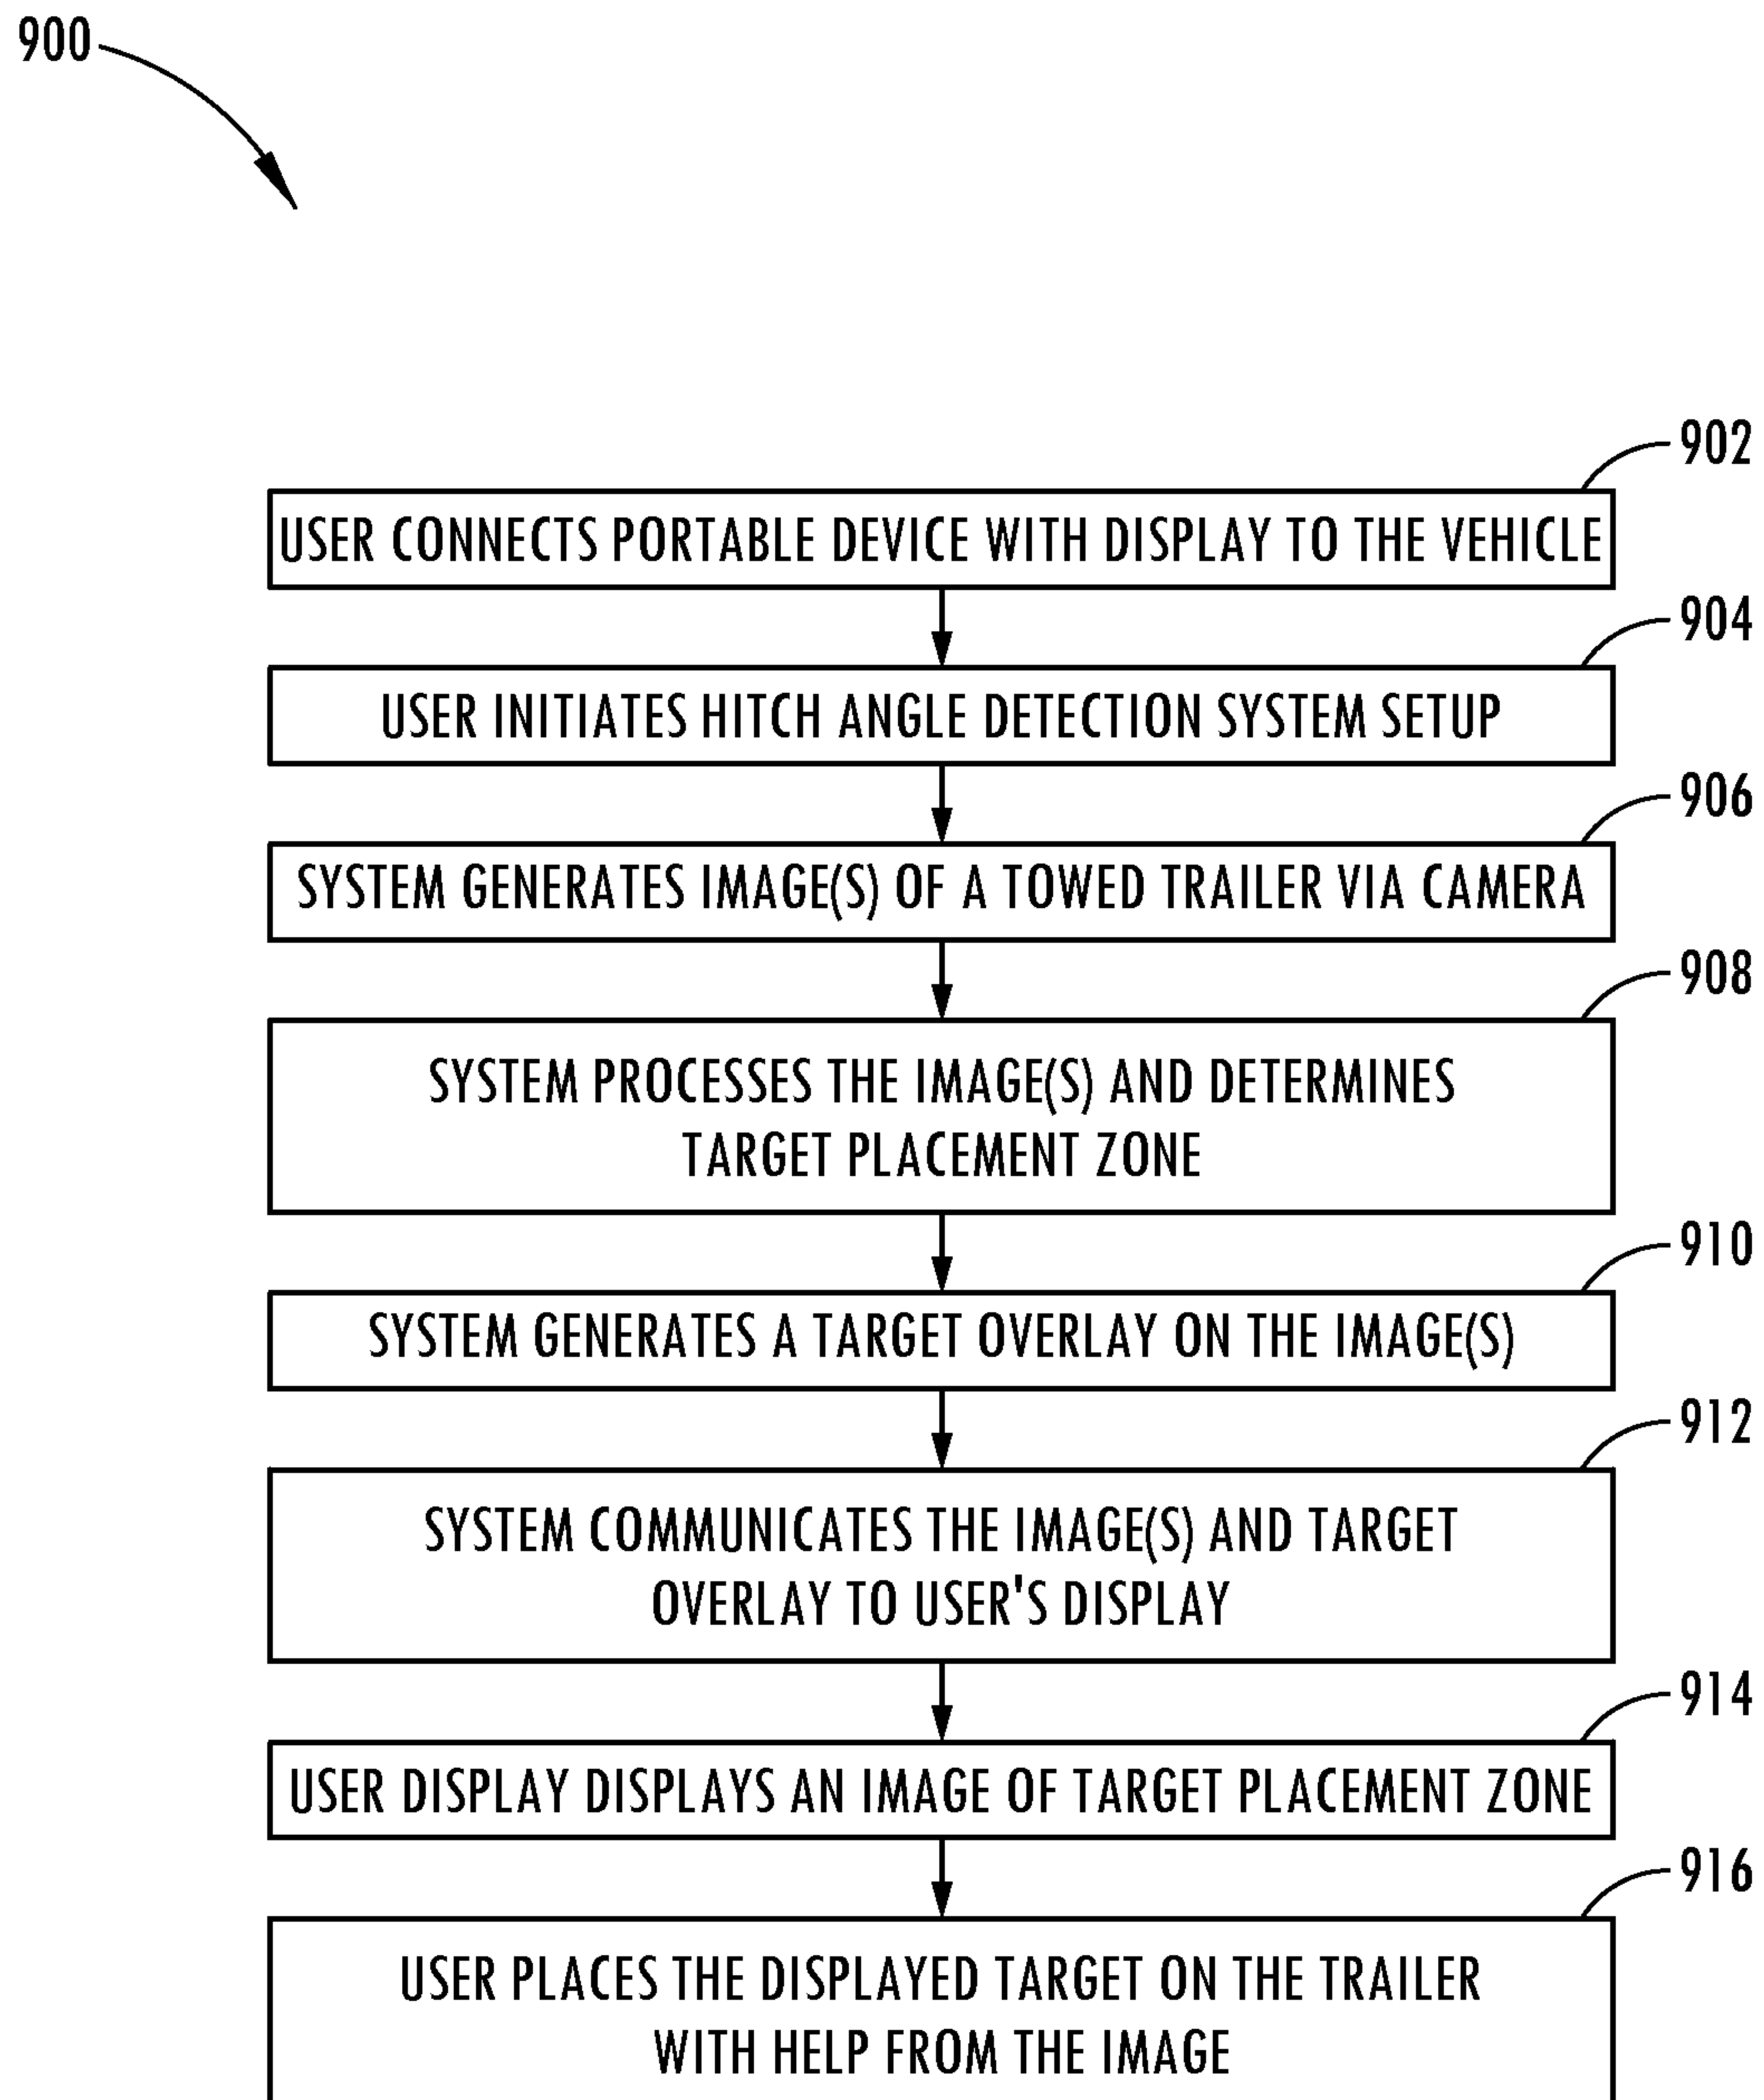 900
902
USER CONNECTS PORTABLE DEVICE WITH DISPLAY TO THE VEHICLE
904
USER INITIATES HITCH ANGLE DETECTION SYSTEM SETUP
906
SYSTEM GENERATES IMAGE(S) OF A TOWED TRAILER VIA CAMERA
908
SYSTEM PROCESSES THE IMAGE(S) AND DETERMINES
TARGET PLACEMENT ZONE
910
SYSTEM GENERATES A TARGET OVERLAY ON THE IMAGE(S)
912
SYSTEM COMMUNICATES THE IMAGE(S) AND TARGET
OVERLAY TO USER'S DISPLAY
914
USER DISPLAY DISPLAYS AN IMAGE OF TARGET PLACEMENT ZONE
916
USER PLACES THE DISPLAYED TARGET ON THE TRAILER
WITH HELP FROM THE IMAGE